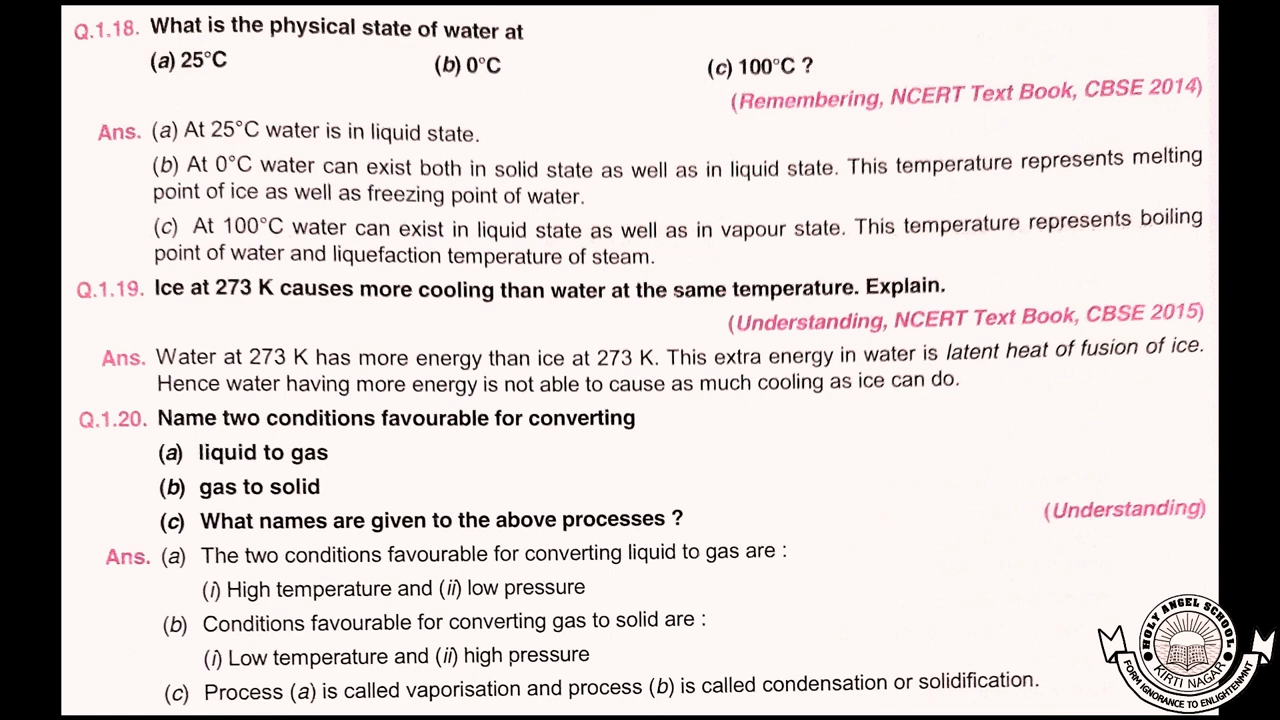 Q.1.18. What is the physical state of water at
(a) 25°C (b) 0°C (c) 100°C ?
(Remembering, NCERT Text Book, CBSE 2014)
Ans. (a) At 25°C water is in liquid state.
(b) At 0°C water can exist both in solid state as well as in liquid state. This temperature represents melting
point of ice as well as freezing point of water.
(c) At 100°C water can exist in liquid state as well as in vapour state. This temperature represents boiling
point of water and liquefaction temperature of steam.
Q.1.19. Ice at 273 K causes more cooling than water at the same temperature. Explain.
(Understanding, NCERT Text Book, CBSE 2015)
Ans. Water at 273 K has more energy than ice at 273 K. This extra energy in water is latent heat of fusion of ice.
Hence water having more energy is not able to cause as much cooling as ice can do.
Q.1.20. Name two conditions favourable for converting
(a) liquid to gas
(b) gas to solid
(c) What names are given to the above processes ?
(Understanding)
Ans. (a) The two conditions favourable for converting liquid to gas are :
(i) High temperature and (ii) low pressure
(b) Conditions favourable for converting gas to solid are :
(i) Low temperature and (ii) high pressure
(c) Process (a) is called vaporisation and process (b) is called condensation or solidification.
HOLY ANGEL SCHOOL
KIRTI NAGAR
FORM IGNORANCE TO ENLIGHTENMNT